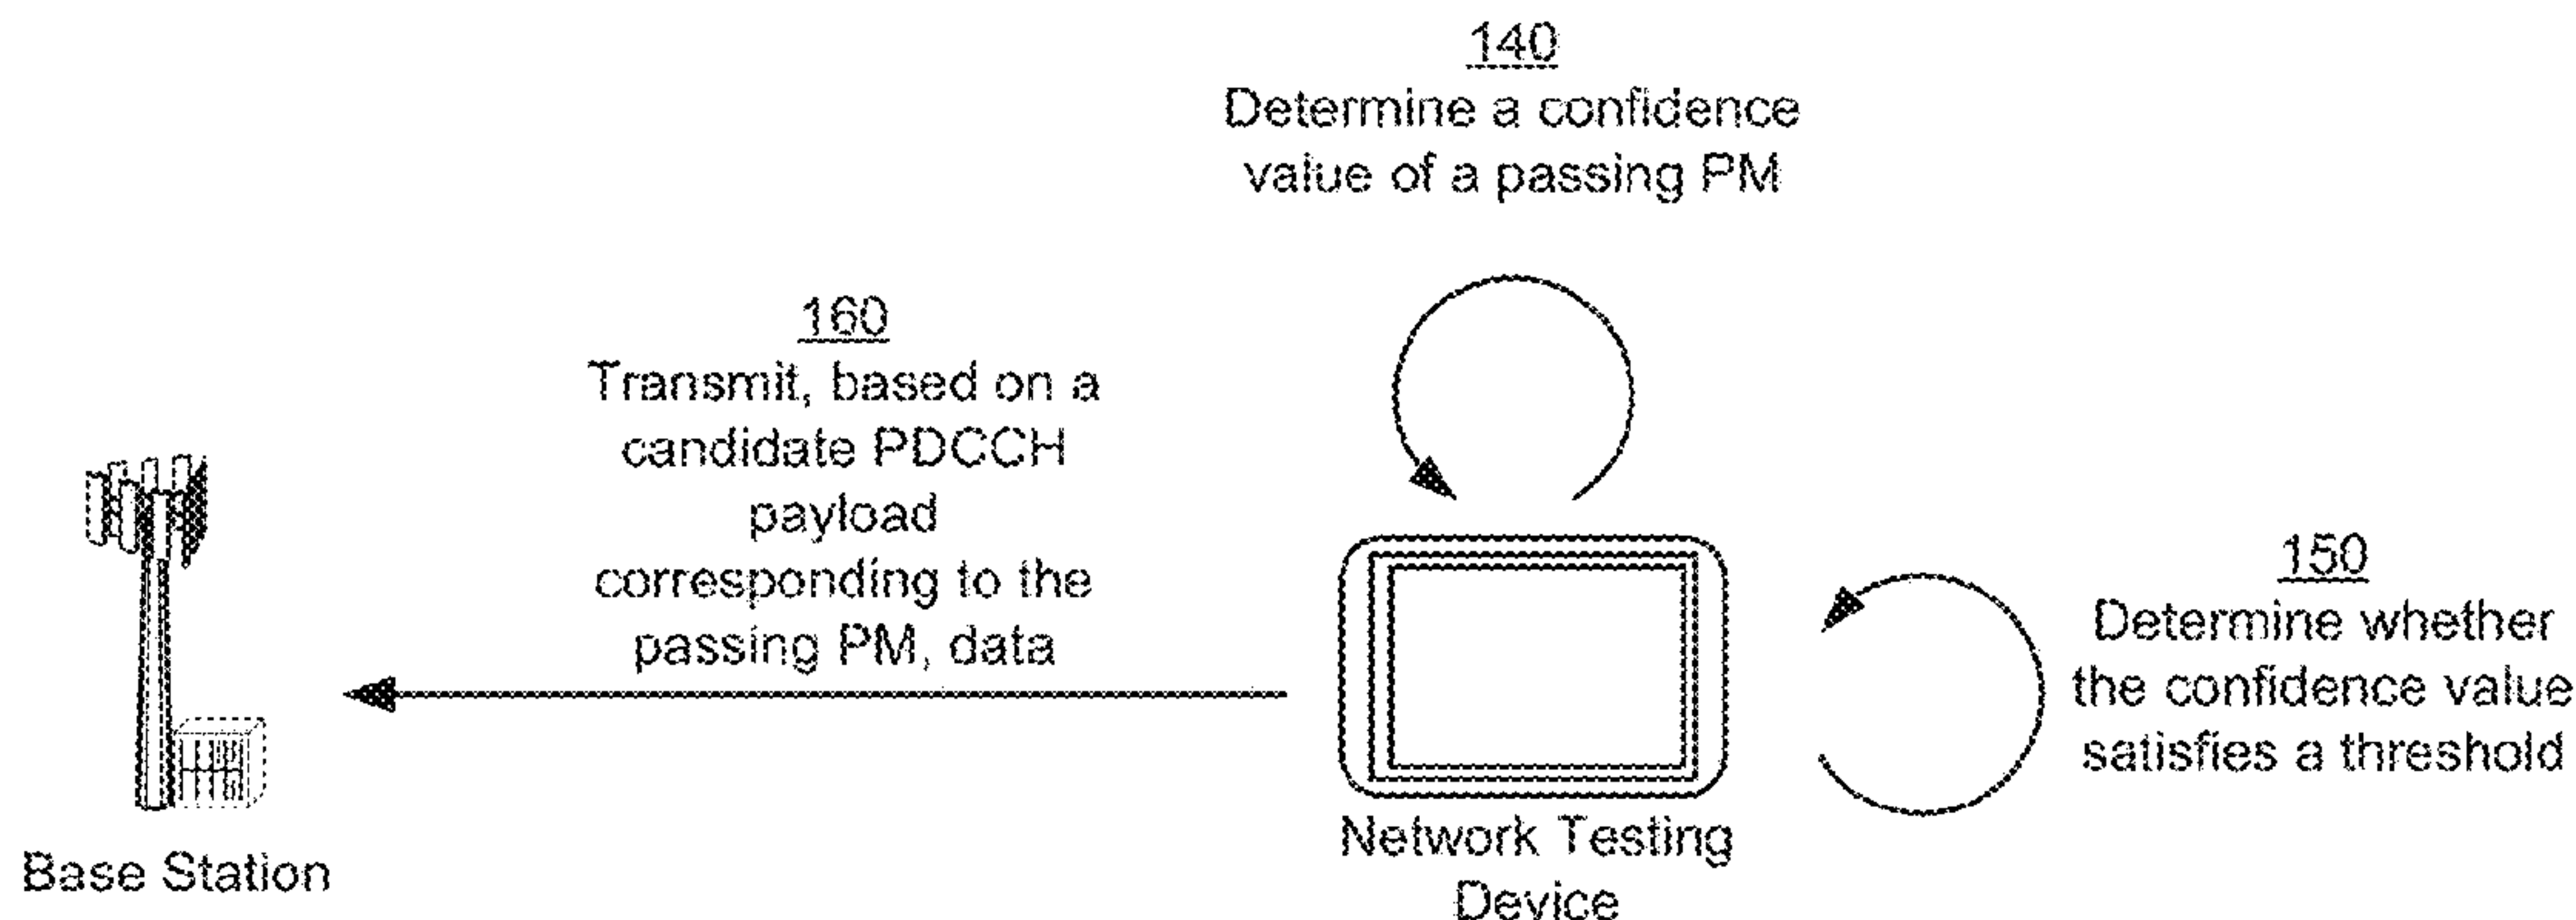 140
Determine a confidence
value of a passing PM
160
Transmit, based on a
candidate PDCCH
payload
corresponding to the
passing PM, data
150
Determine whether
the confidence value
satisfies a threshold
Network Testing
Device
Base Station